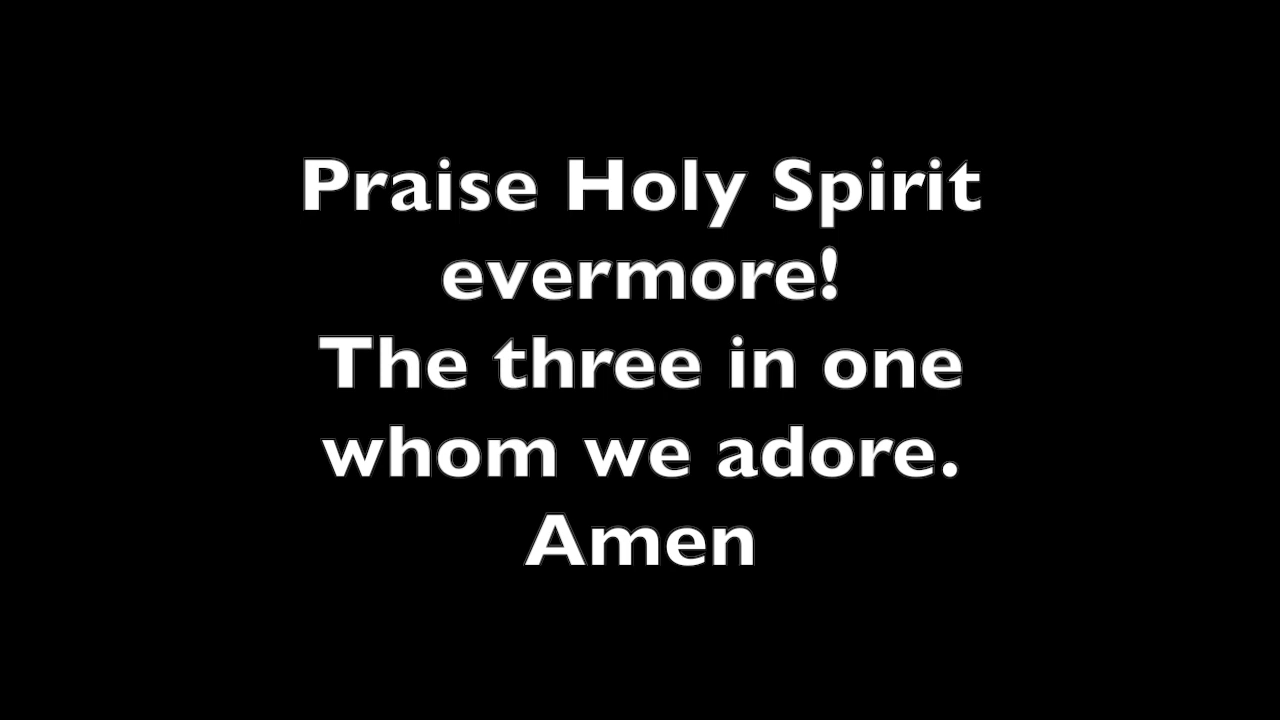 Praise Holy Spirit
evermore!
The three in one
whom we adore.
Amen